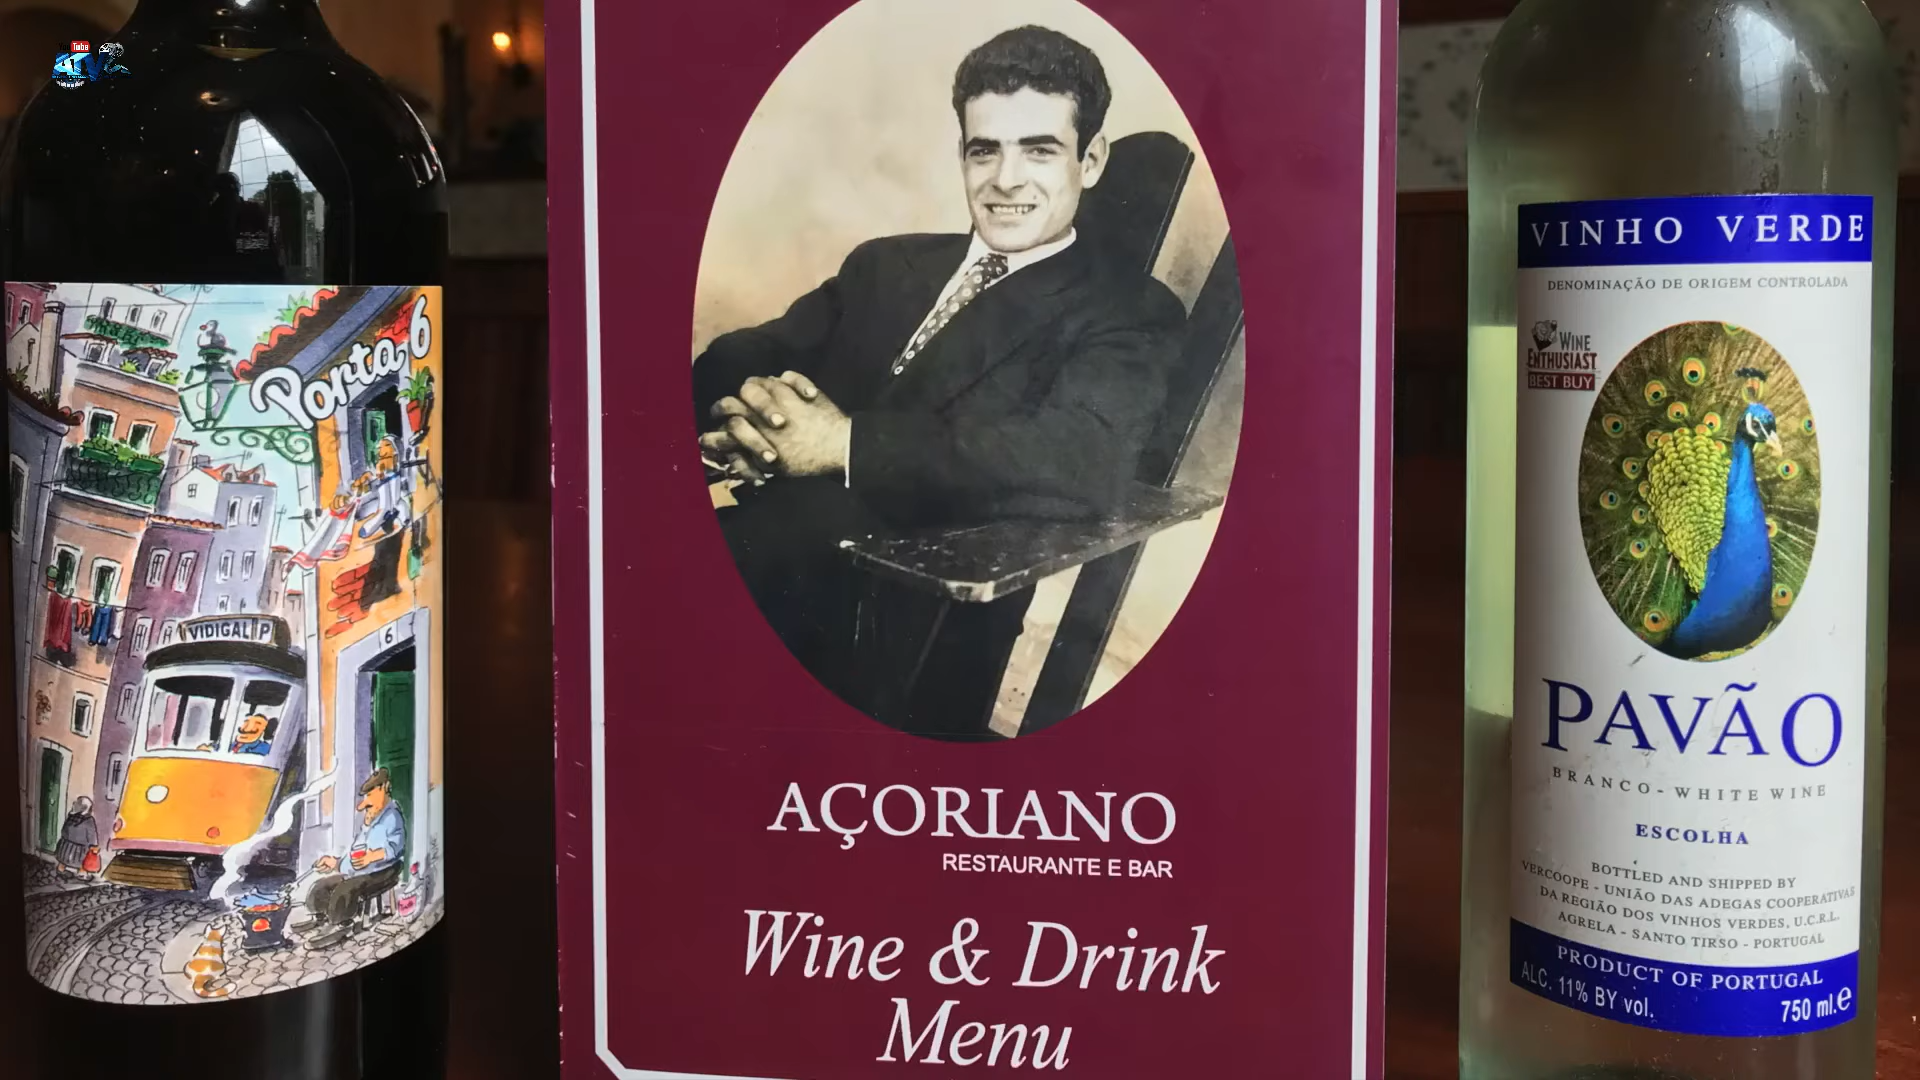 Tube
ATV
Porta 6
VIDIGAL P
6
AÇORIANO
RESTAURANTE E BAR
Wine & Drink
Menu
VINHO VERDE
DENOMINAÇÃO DE ORIGEM CONTROLADA
WINE
ENTHUSIAST
BEST BUY
PAVÃO
BRANCO - WHITE WINE
ESCOLHA
BOTTLED AND SHIPPED BY
VERCOOPE - UNIÃO DAS ADEGAS COOPERATIVAS
DA REGIÃO DOS VINHOS VERDES, U.C.R.L.
AGRELA - SANTO TIRSO - PORTUGAL
PRODUCT OF PORTUGAL
ALC. 11% BY vol.
750 ml.e